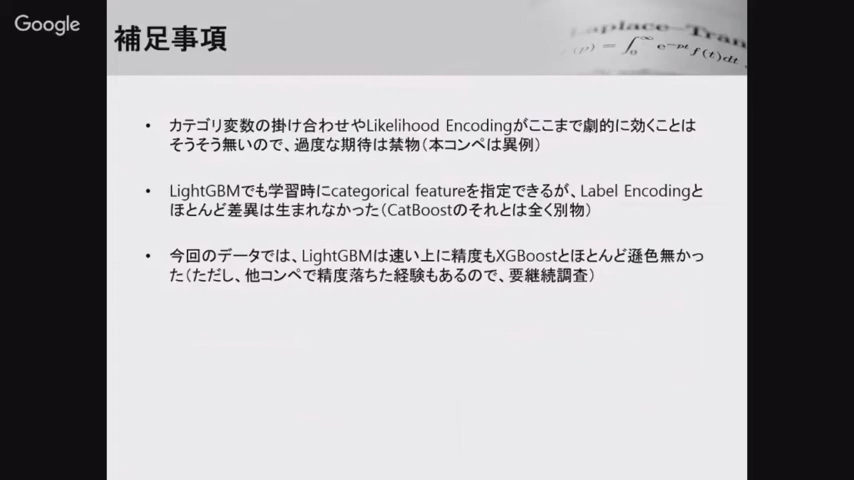 Google
補足事項
Laplace-Tran
(p) = ∫₀^∞ e^-pt f(t)dt
• カテゴリ変数の掛け合わせやLikelihood Encodingがここまで劇的に効くことは
そうそう無いので、過度な期待は禁物（本コンペは異例）
• LightGBMでも学習時にcategorical featureを指定できるが、Label Encodingと
ほとんど差異は生まれなかった（CatBoostのそれとは全く別物）
• 今回のデータでは、LightGBMは速い上に精度もXGBoostとほとんど遜色無かっ
た（ただし、他コンペで精度落ちた経験もあるので、要継続調査）